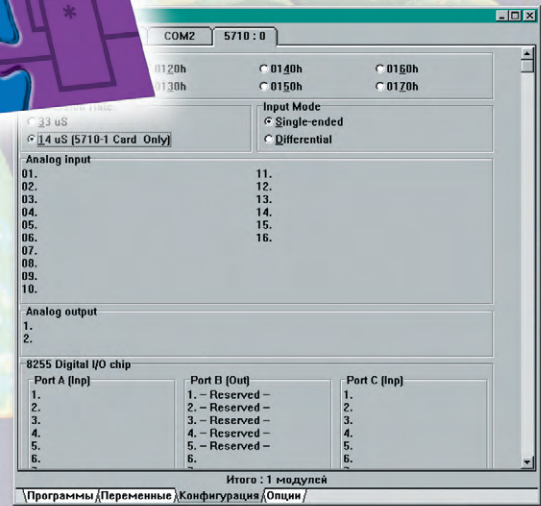 *
COM2 5710 : 0
0120h 0140h 0160h
0130h 0150h 0170h
33 uS
14 uS (5710-1 Card Only)
Input Mode
Single-ended
Differential
Analog input
01. 11.
02. 12.
03. 13.
04. 14.
05. 15.
06. 16.
07.
08.
09.
10.
Analog output
1.
2.
8255 Digital I/O chip
Port A (Inp) Port B (Out) Port C (Inp)
1. 1. – Reserved – 1.
2. 2. – Reserved – 2.
3. 3. – Reserved – 3.
4. 4. – Reserved – 4.
5. 5. – Reserved – 5.
6. 6. 6.
Итого : 1 модулей
Программы Переменные Конфигурация Опции